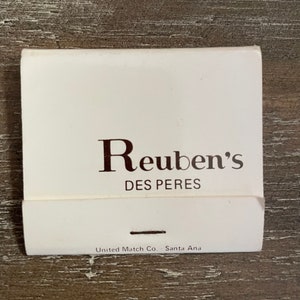 Reuben's
DES PERES
United Match Co. Santa Ana